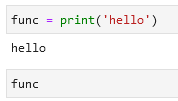 func = print('hello')
hello
func